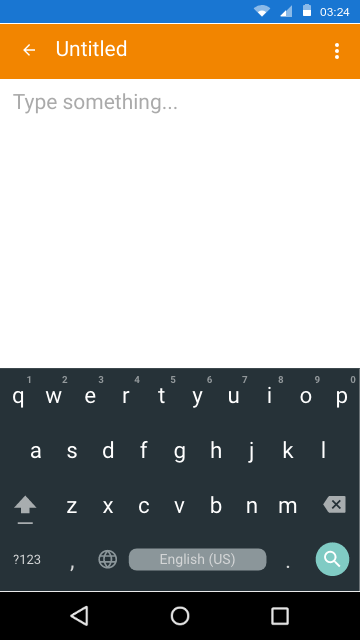 03:24
Untitled
Type something...
1 2 3 4 5 6 7 8 9 0
q w e r t y u i o p
a s d f g h j k l
z x c v b n m
?123 , English (US) .